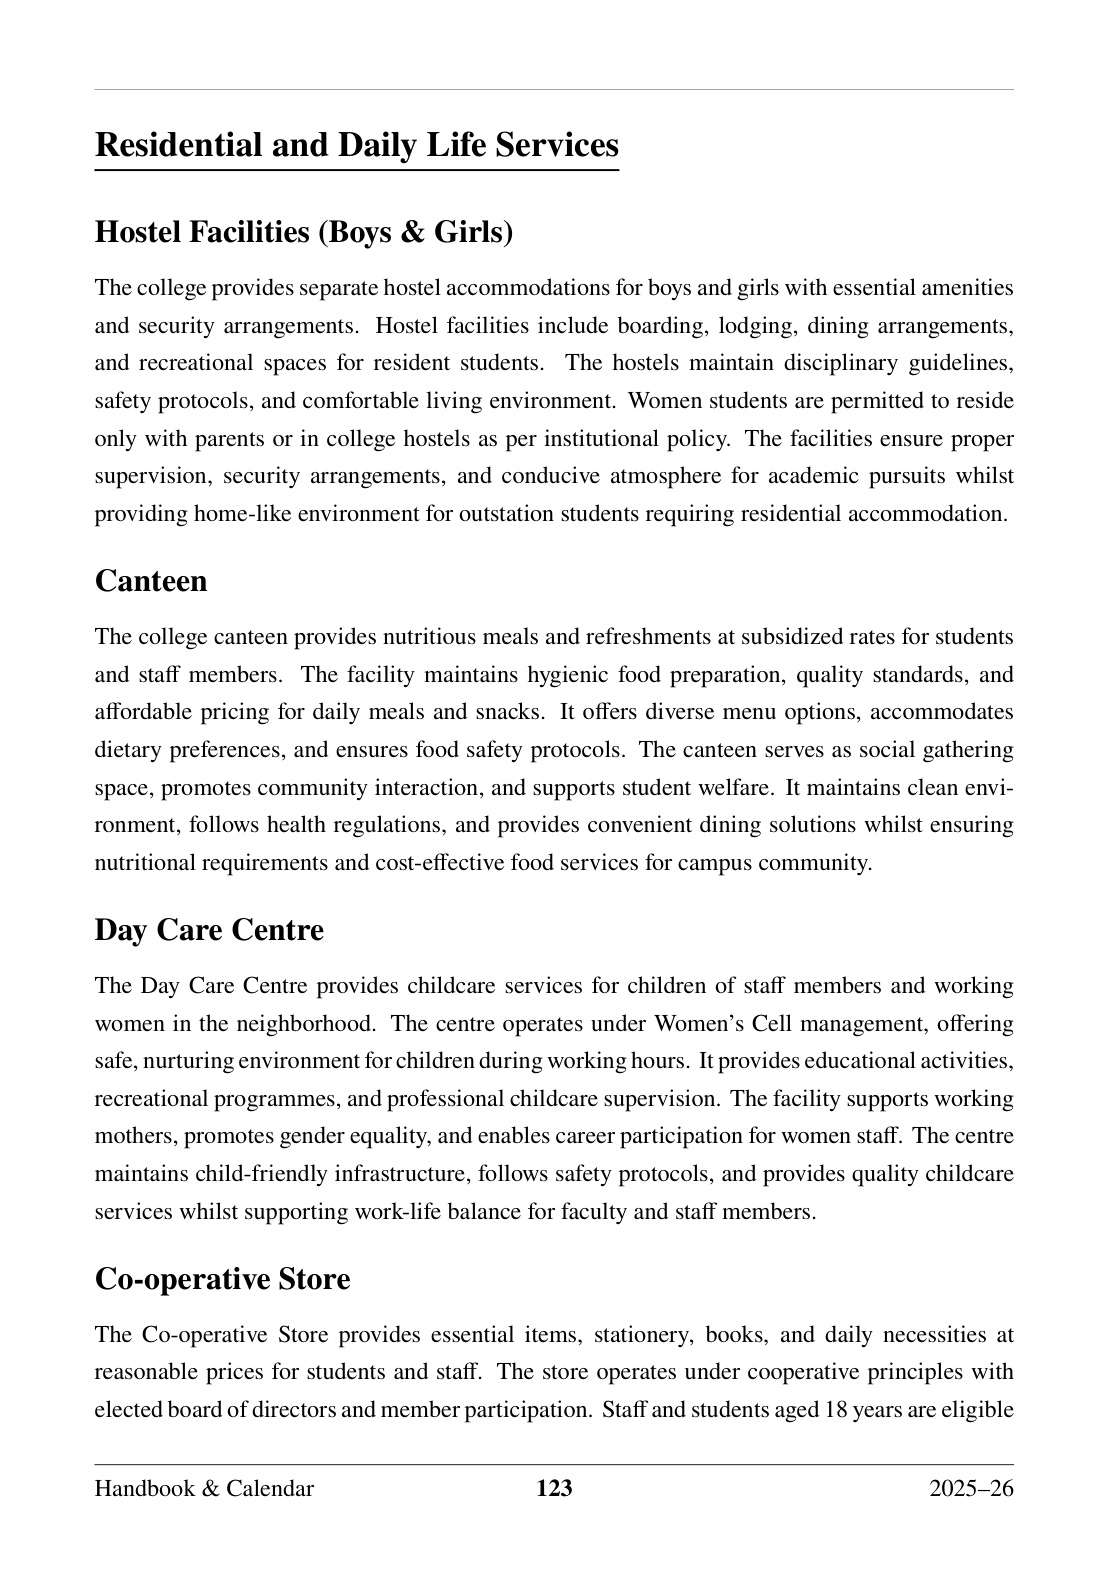 Residential and Daily Life Services
Hostel Facilities (Boys & Girls)
The college provides separate hostel accommodations for boys and girls with essential amenities
and security arrangements. Hostel facilities include boarding, lodging, dining arrangements,
and recreational spaces for resident students. The hostels maintain disciplinary guidelines,
safety protocols, and comfortable living environment. Women students are permitted to reside
only with parents or in college hostels as per institutional policy. The facilities ensure proper
supervision, security arrangements, and conducive atmosphere for academic pursuits whilst
providing home-like environment for outstation students requiring residential accommodation.
Canteen
The college canteen provides nutritious meals and refreshments at subsidized rates for students
and staff members. The facility maintains hygienic food preparation, quality standards, and
affordable pricing for daily meals and snacks. It offers diverse menu options, accommodates
dietary preferences, and ensures food safety protocols. The canteen serves as social gathering
space, promotes community interaction, and supports student welfare. It maintains clean envi-
ronment, follows health regulations, and provides convenient dining solutions whilst ensuring
nutritional requirements and cost-effective food services for campus community.
Day Care Centre
The Day Care Centre provides childcare services for children of staff members and working
women in the neighborhood. The centre operates under Women’s Cell management, offering
safe, nurturing environment for children during working hours. It provides educational activities,
recreational programmes, and professional childcare supervision. The facility supports working
mothers, promotes gender equality, and enables career participation for women staff. The centre
maintains child-friendly infrastructure, follows safety protocols, and provides quality childcare
services whilst supporting work-life balance for faculty and staff members.
Co-operative Store
The Co-operative Store provides essential items, stationery, books, and daily necessities at
reasonable prices for students and staff. The store operates under cooperative principles with
elected board of directors and member participation. Staff and students aged 18 years are eligible
Handbook & Calendar 123 2025–26